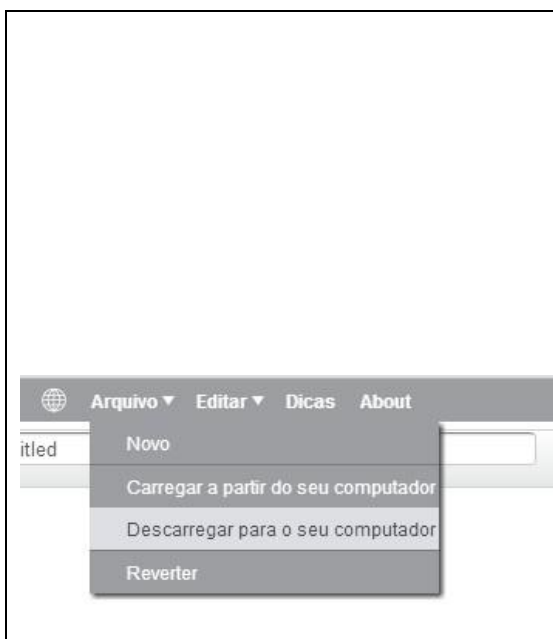 Arquivo ▼ Editar ▼ Dicas About
itled
Novo
Carregar a partir do seu computador
Descarregar para o seu computador
Reverter